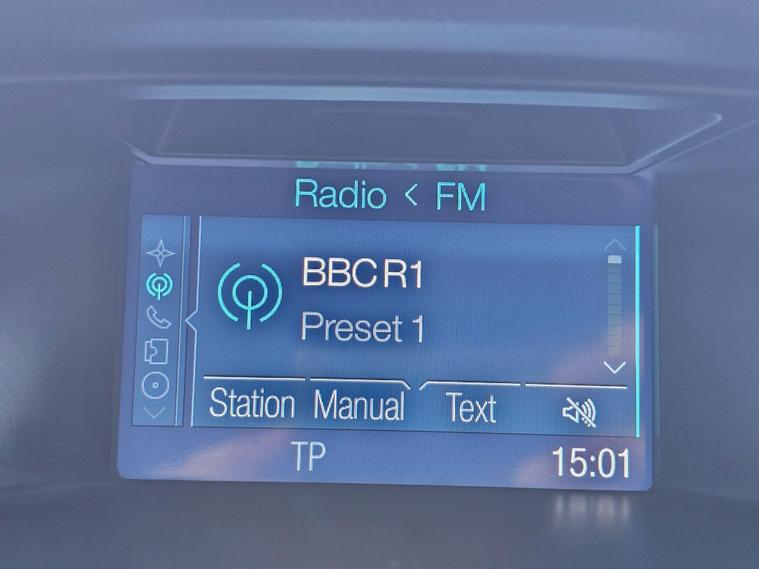 Radio < FM
BBC R1
Preset 1
Station Manual Text
TP 15:01